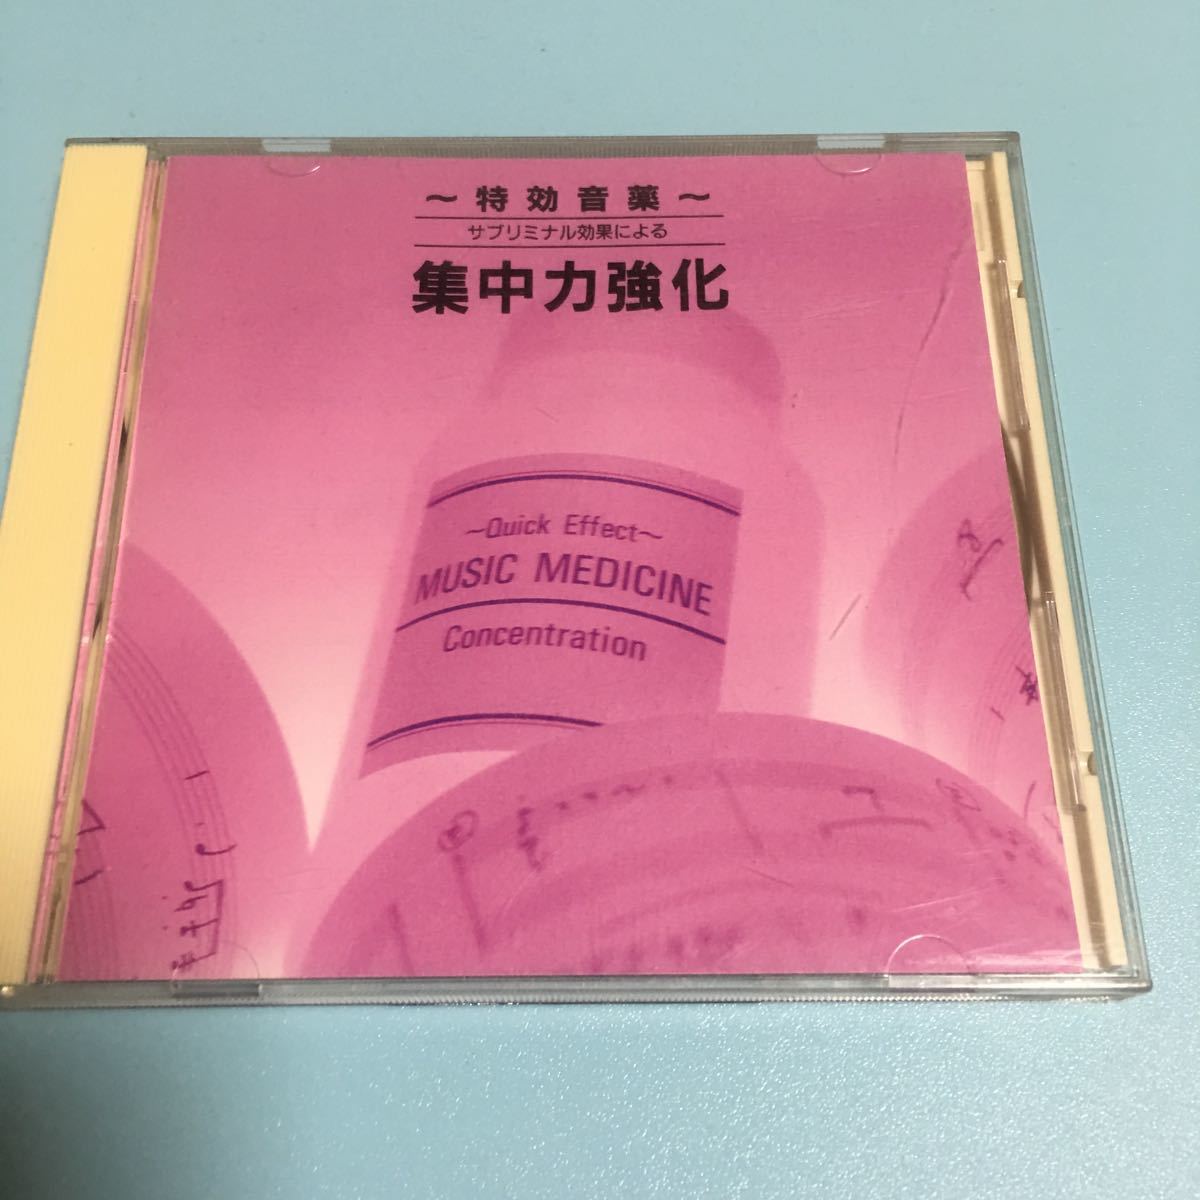 ～特効音薬～
サブリミナル効果による
集中力強化
～Quick Effect～
MUSIC MEDICINE
Concentration